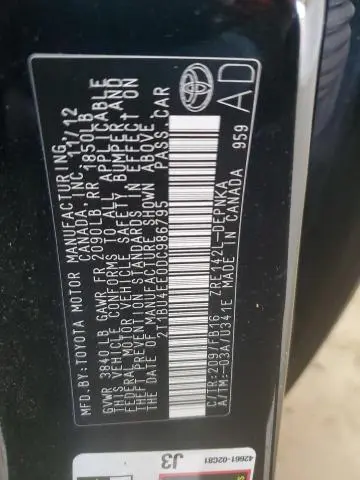 MFD.BY:TOYOTA MOTOR MANUFACTURING,
CANADA, INC. 11/12
GVWR 3840LB GAWR FR 2090LB RR 1850LB
THIS VEHICLE CONFORMS TO ALL APPLICABLE
FEDERAL MOTOR VEHICLE SAFETY, BUMPER, AND
THEFT PREVENTION STANDARDS IN EFFECT ON
THE DATE OF MANUFACTURE SHOWN ABOVE.
2T1BU4EE0DC986795 PASS.CAR
C/TR:209/FB16 ZRE142L-DEPNKA
A/TM:-03A/U341E MADE IN CANADA 959
AD
42661-02C81
J3